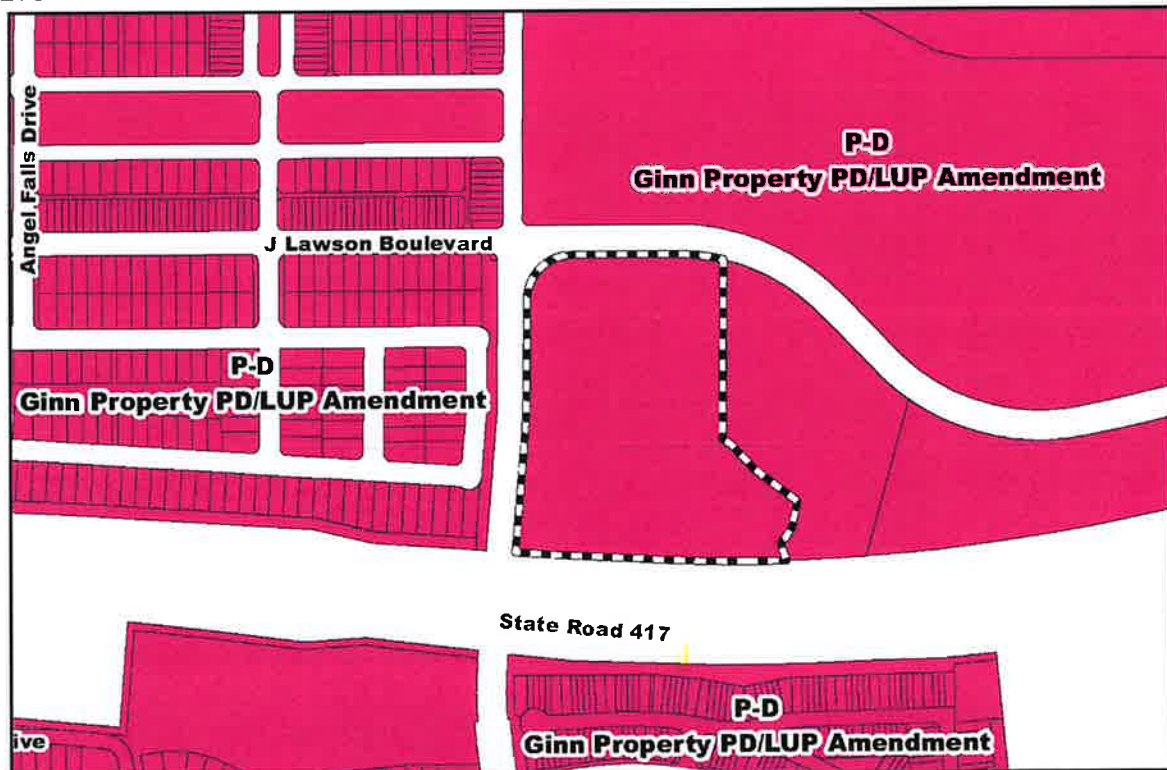 Angel Falls Drive
P-D
Ginn Property PD/LUP Amendment
J Lawson Boulevard
P-D
Ginn Property PD/LUP Amendment
State Road 417
P-D
Ginn Property PD/LUP Amendment
ive